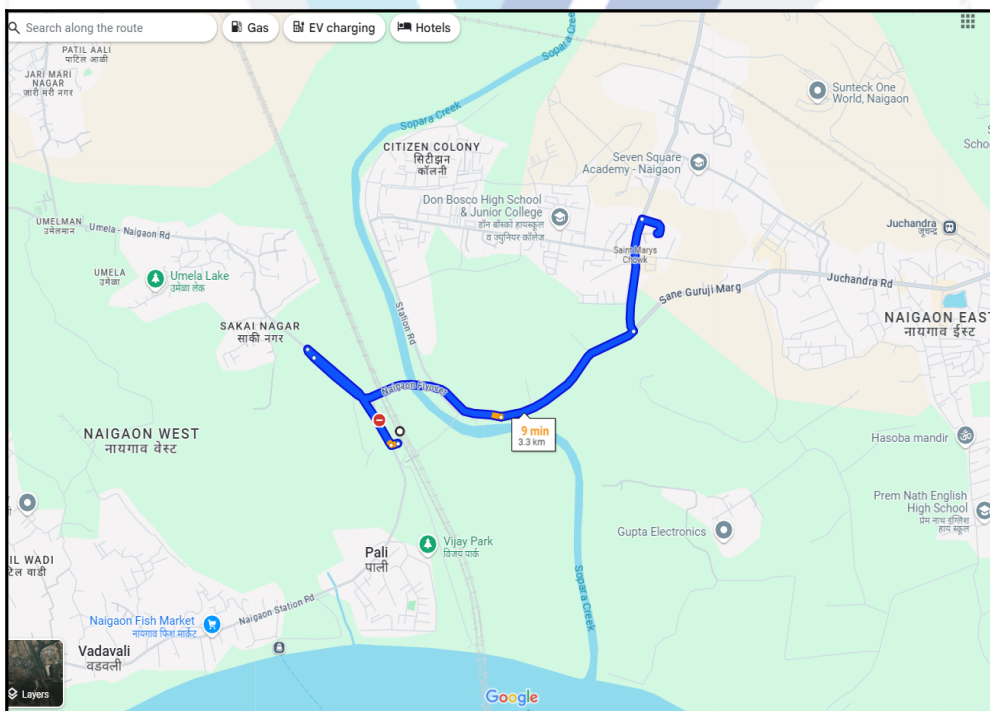 Search along the route
Gas
EV charging
Hotels
PATIL AALI
पाटिल आळी
JARI MARI
NAGAR
जारी मरी नगर
Sopara Creek
Sopara Creek
Sunteck One
World, Naigaon
CITIZEN COLONY
सिटीझन
कॉलनी
Seven Square
Academy - Naigaon
Don Bosco High School
& Junior College
डॉन बॉस्को हायस्कूल
व ज्युनियर कॉलेज
UMELMAN
उमेलमान
Umela - Naigaon Rd
Juchandra
जूचन्द्र
Saint Marys
Chowk
UMELA
उमेळा
Umela Lake
उमेळा लेक
Juchandra Rd
Sane Guruji Marg
Station Rd
NAIGAON EAST
नायगाव ईस्ट
SAKAI NAGAR
साकी नगर
Naigaon Flyover
9 min
3.3 km
NAIGAON WEST
नायगाव वेस्ट
Hasoba mandir
Prem Nath English
High School
प्रेम नाथ इंग्लिश
हाय स्कूल
Gupta Electronics
Vijay Park
विजय पार्क
Pali
पाली
Sopara Creek
Naigaon Station Rd
Naigaon Fish Market
नायगाव फिश मार्केट
Vadavali
वडवली
Layers
Google